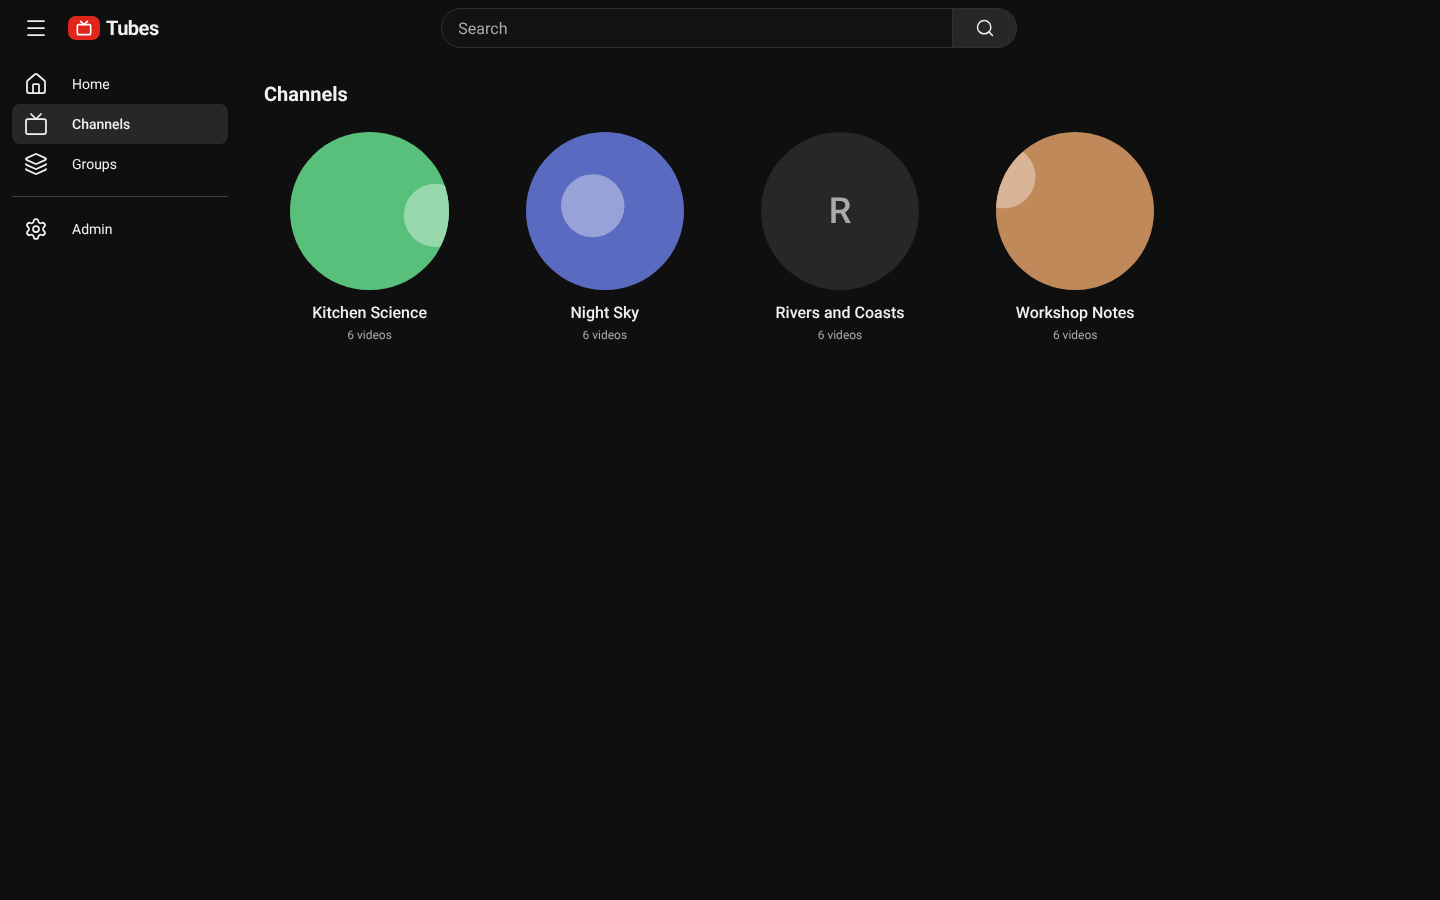 Tubes
Search
Home
Channels
Groups
Admin
Channels
R
Kitchen Science
6 videos
Night Sky
6 videos
Rivers and Coasts
6 videos
Workshop Notes
6 videos